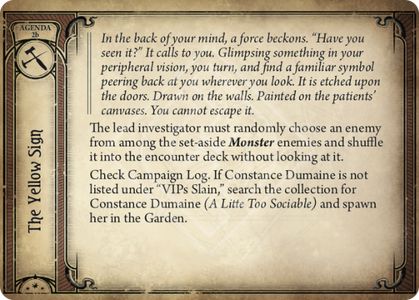 AGENDA
2b
The Yellow Sign
In the back of your mind, a force beckons. “Have you
seen it?” It calls to you. Glimpsing something in your
peripheral vision, you turn, and find a familiar symbol
peering back at you wherever you look. It is etched upon
the doors. Drawn on the walls. Painted on the patients’
canvases. You cannot escape it.
The lead investigator must randomly choose an enemy
from among the set-aside Monster enemies and shuffle
it into the encounter deck without looking at it.
Check Campaign Log. If Constance Dumaine is not
listed under “VIPs Slain,” search the collection for
Constance Dumaine (A Litte Too Sociable) and spawn
her in the Garden.